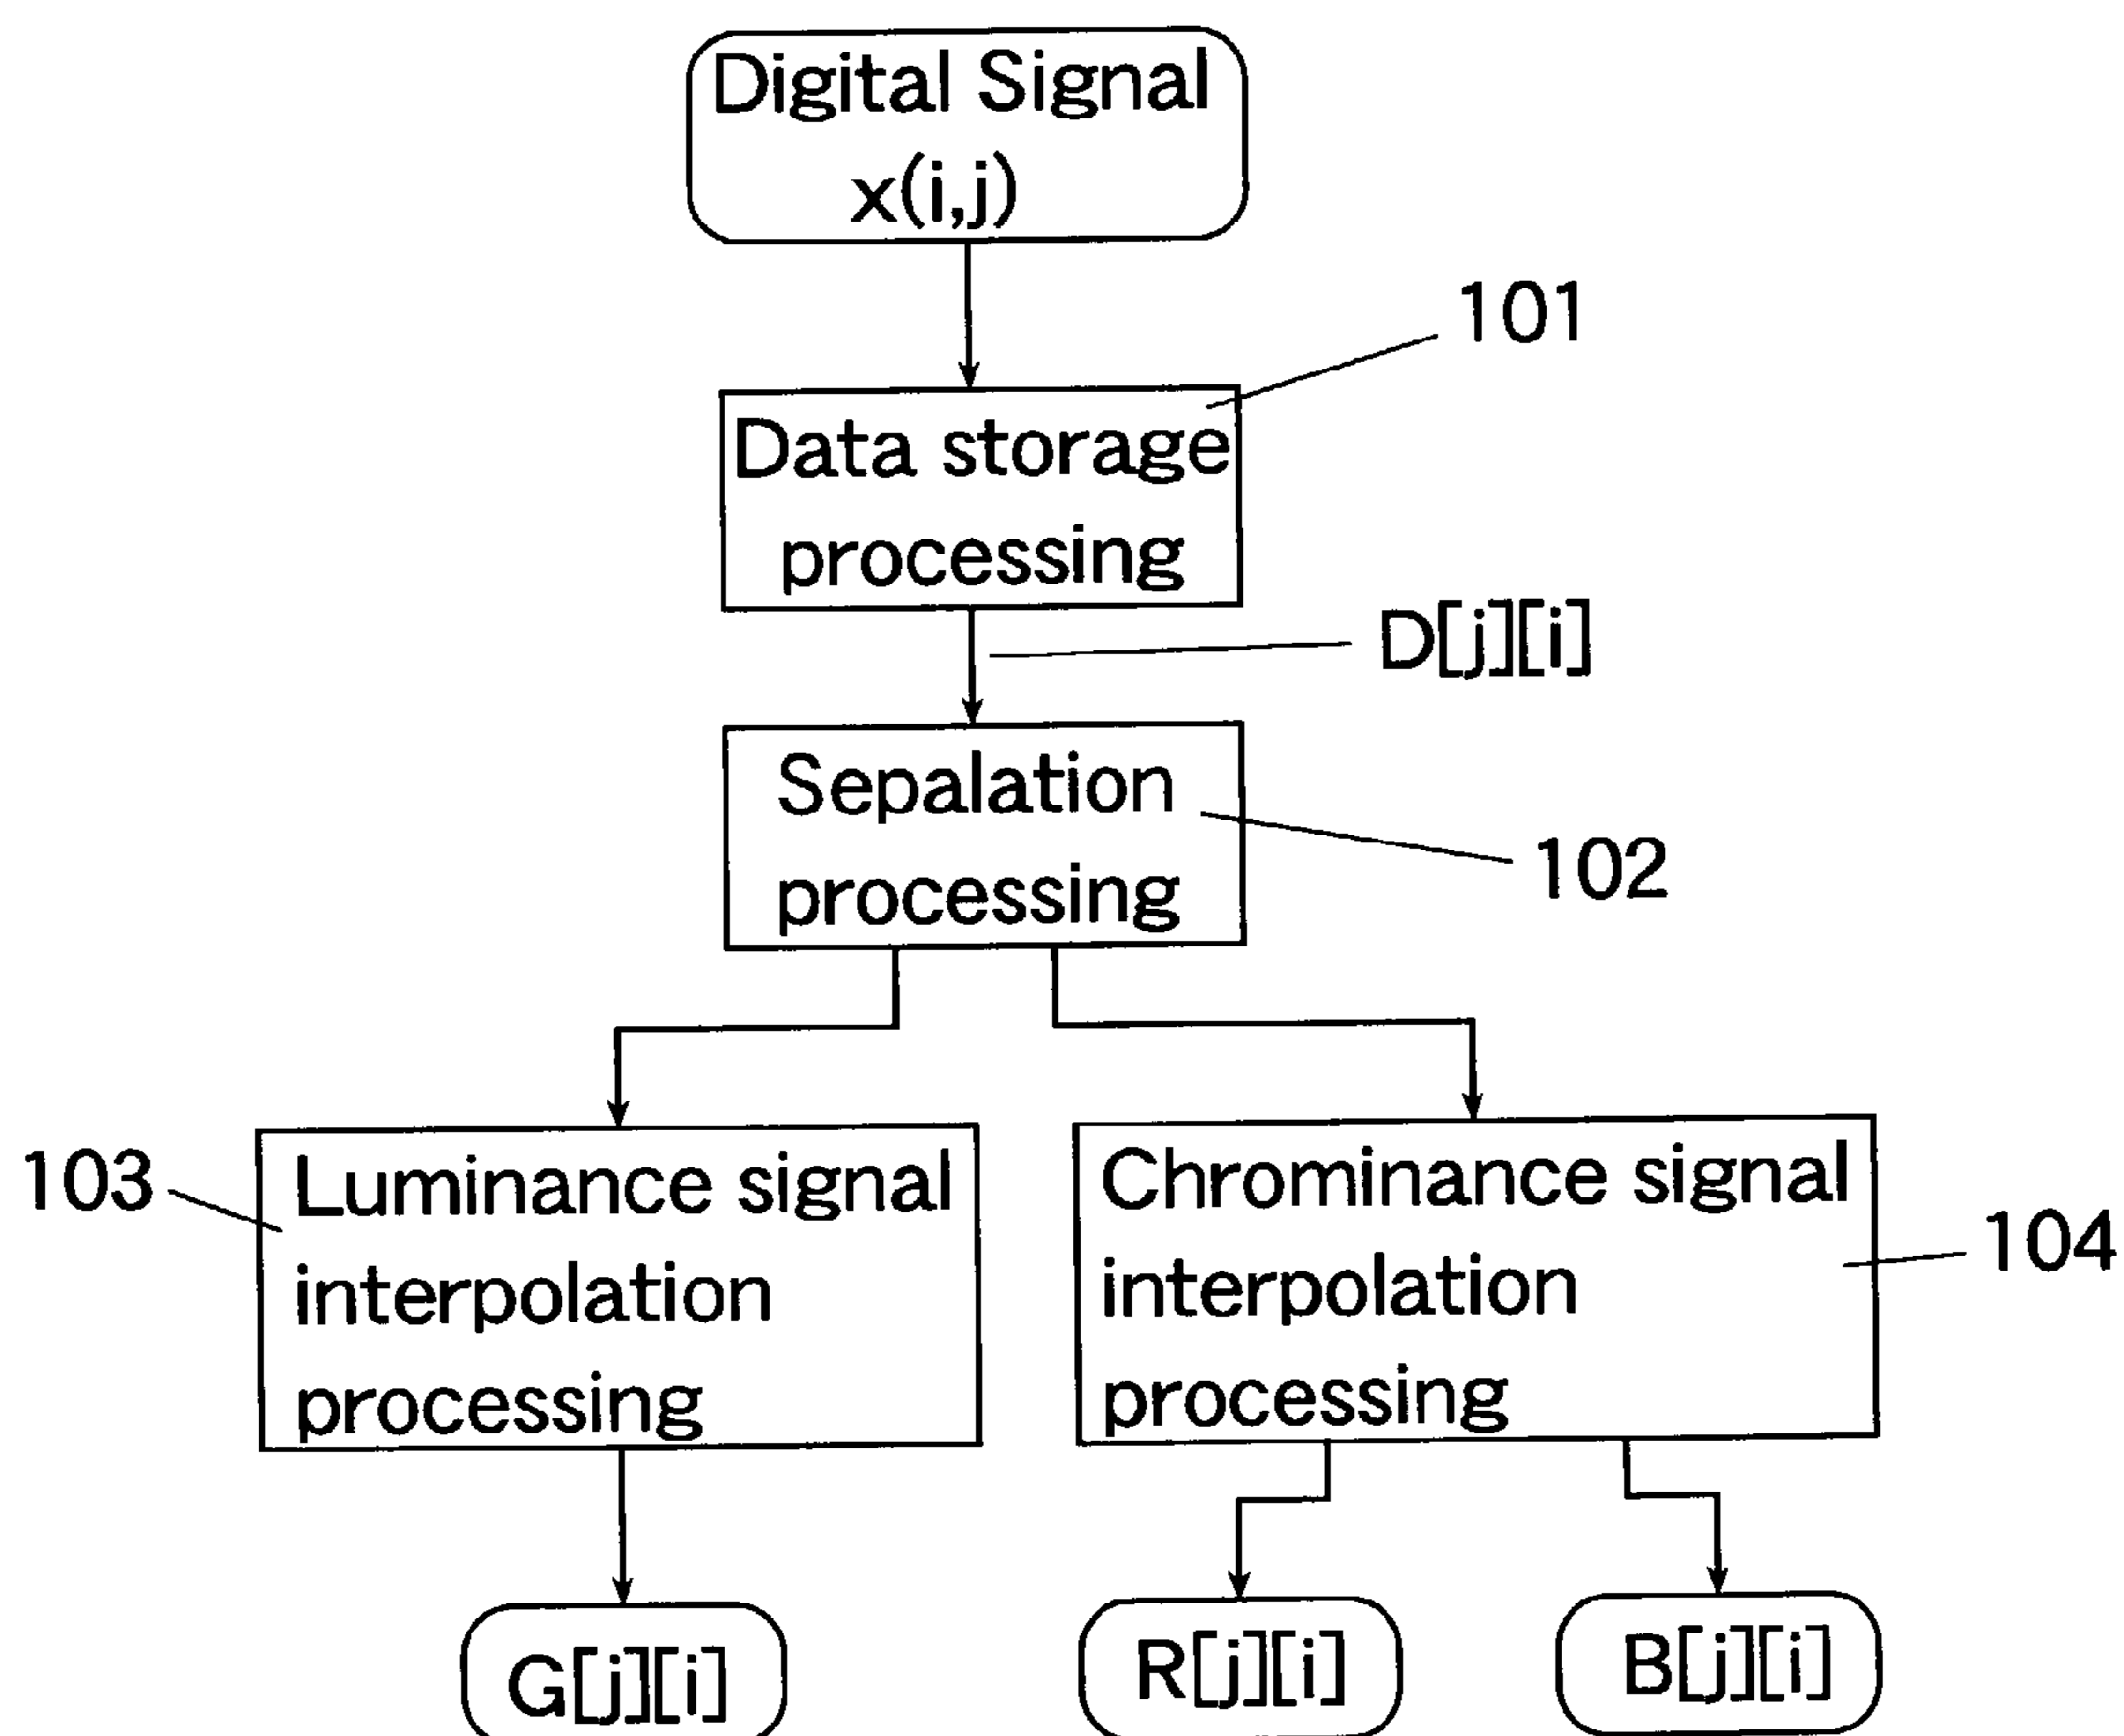 Digital Signal
x(i,j)
101
Data storage
processing
D[j][i]
Sepalation
processing
102
103
Luminance signal
interpolation
processing
Chrominance signal
interpolation
processing
104
G[j][i]
R[j][i]
B[j][i]